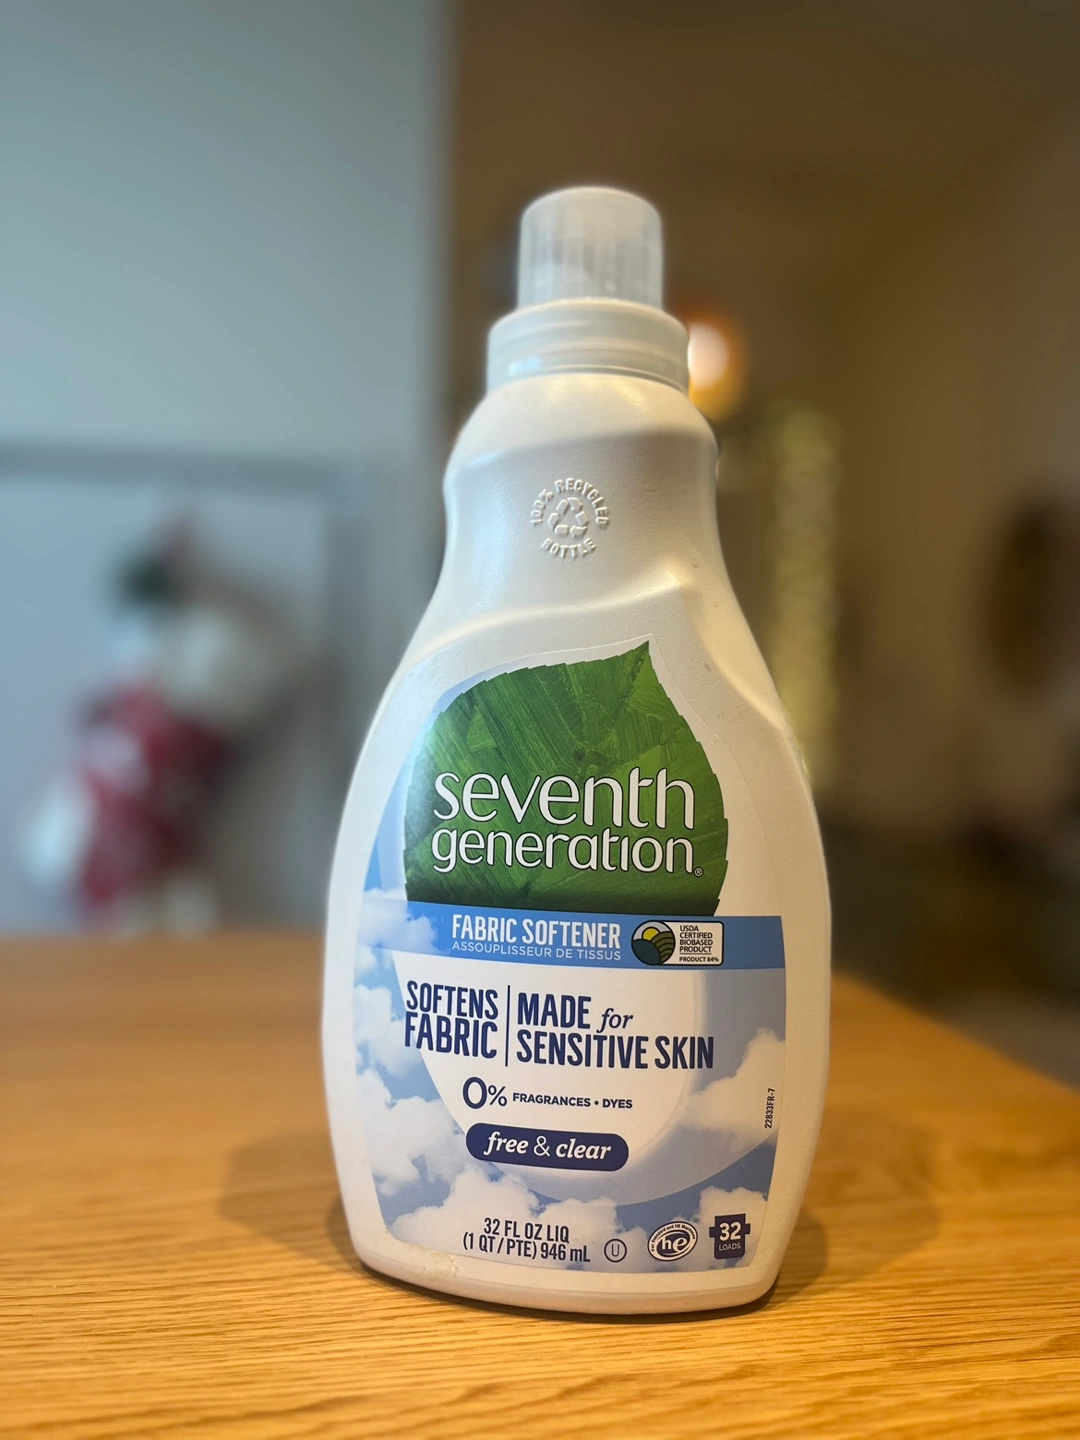 100% RECYCLED
BOTTLE
seventh
generation®
FABRIC SOFTENER
ASSOUPLISSEUR DE TISSUS
USDA
CERTIFIED
BIOBASED
PRODUCT
PRODUCT 84%
SOFTENS
FABRIC
MADE for
SENSITIVE SKIN
0% FRAGRANCES • DYES
free & clear
22833FR-7
32 FL OZ LIQ
(1 QT / PTE) 946 mL
U
he
32
LOADS